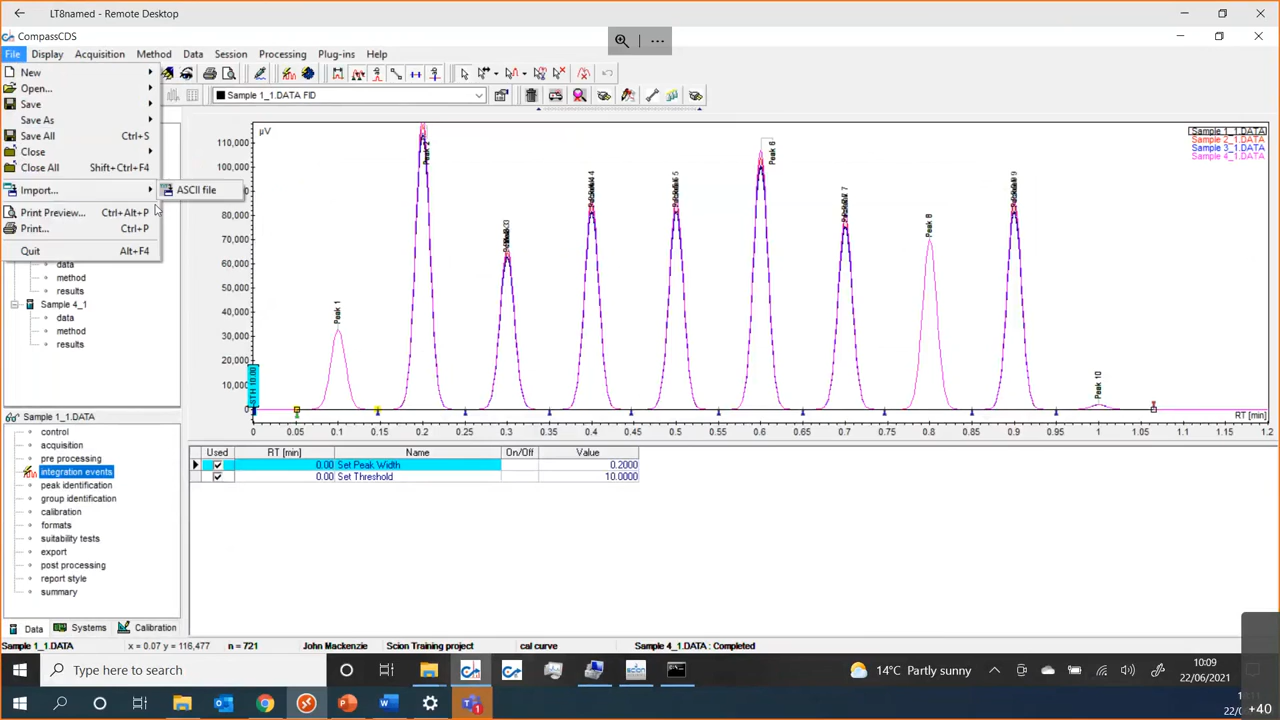 LT8named — Remote Desktop
CompassCDS
File Display Acquisition Method Data Session Processing Plug-ins Help
New
Open...
Save
Save As
Save All Ctrl+S
Close
Close All Shift+Ctrl+F4
Import...
ASCII file
Print Preview... Ctrl+Alt+P
Print... Ctrl+P
Quit Alt+F4
data
method
results
Sample 4_1
data
method
results
Sample 1_1.DATA FID
µV
110,000
100,000
90,000
80,000
70,000
60,000
50,000
40,000
30,000
20,000
10,000
0
STH 10.00
Peak 1
Peak 2
Peak 6
Peak 8
Peak 10
Sample 1_1.DATA
Sample 2_1.DATA
Sample 3_1.DATA
Sample 4_1.DATA
RT [min]
0 0.05 0.1 0.15 0.2 0.25 0.3 0.35 0.4 0.45 0.5 0.55 0.6 0.65 0.7 0.75 0.8 0.85 0.9 0.95 1 1.05 1.1 1.15 1.2
Sample 1_1.DATA
control
acquisition
pre processing
integration events
peak identification
group identification
calibration
formats
suitability tests
export
post processing
report style
summary
Data Systems Calibration
Used RT [min] Name On/Off Value
0.00 Set Peak Width 0.2000
0.00 Set Threshold 10.0000
Sample 1_1.DATA x = 0.07 y = 116,477 n = 721 John Mackenzie Scion Training project cal curve Sample 4_1.DATA : Completed
Type here to search
scion
14°C Partly sunny
10:09
22/06/2021
+40